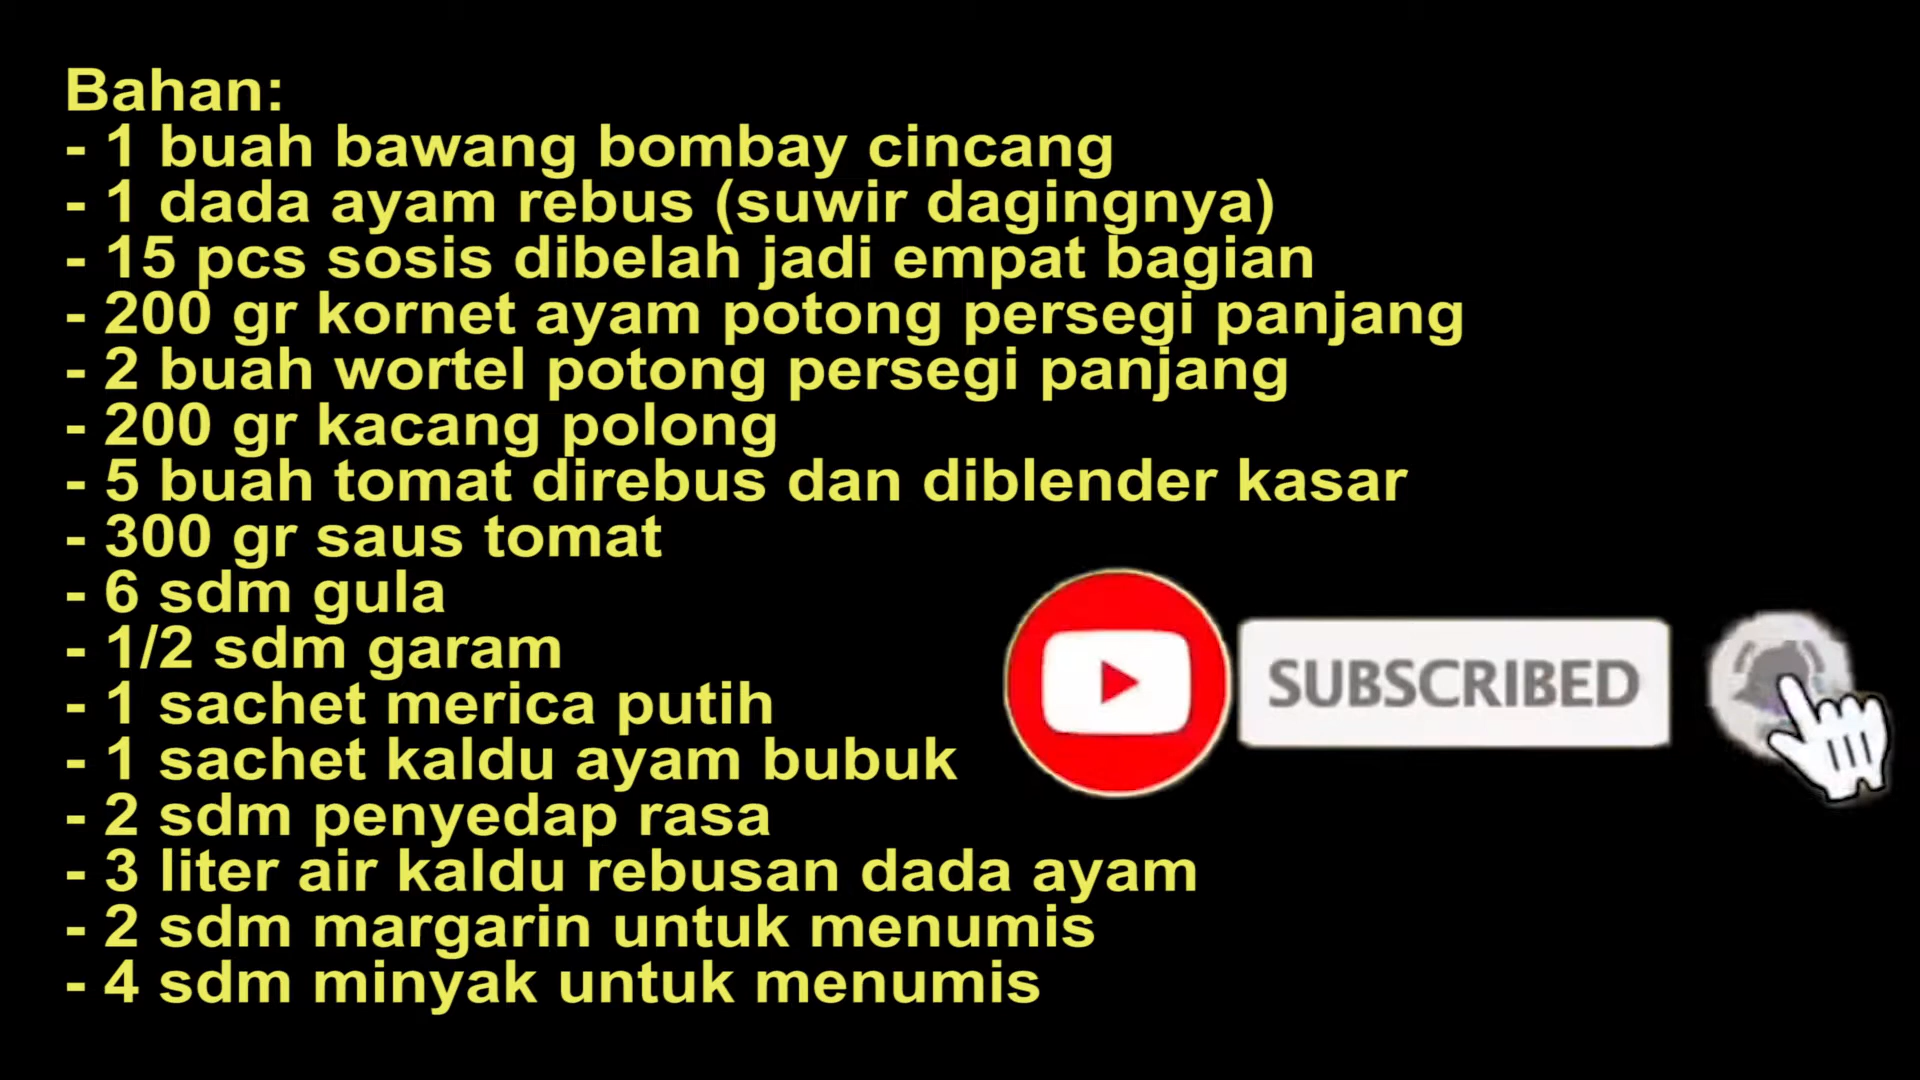 Bahan:
- 1 buah bawang bombay cincang
- 1 dada ayam rebus (suwir dagingnya)
- 15 pcs sosis dibelah jadi empat bagian
- 200 gr kornet ayam potong persegi panjang
- 2 buah wortel potong persegi panjang
- 200 gr kacang polong
- 5 buah tomat direbus dan diblender kasar
- 300 gr saus tomat
- 6 sdm gula
- 1/2 sdm garam
- 1 sachet merica putih
- 1 sachet kaldu ayam bubuk
- 2 sdm penyedap rasa
- 3 liter air kaldu rebusan dada ayam
- 2 sdm margarin untuk menumis
- 4 sdm minyak untuk menumis
SUBSCRIBED